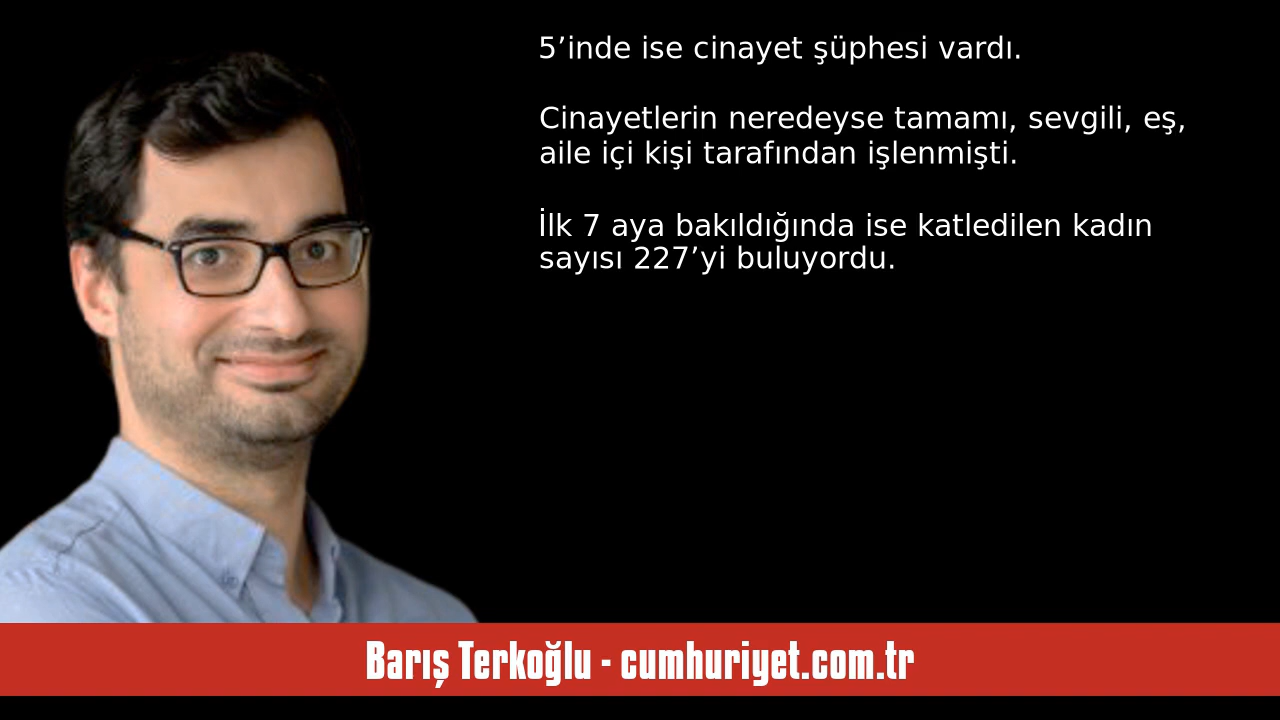 5’inde ise cinayet şüphesi vardı.
Cinayetlerin neredeyse tamamı, sevgili, eş,
aile içi kişi tarafından işlenmişti.
İlk 7 aya bakıldığında ise katledilen kadın
sayısı 227’yi buluyordu.
Barış Terkoğlu - cumhuriyet.com.tr